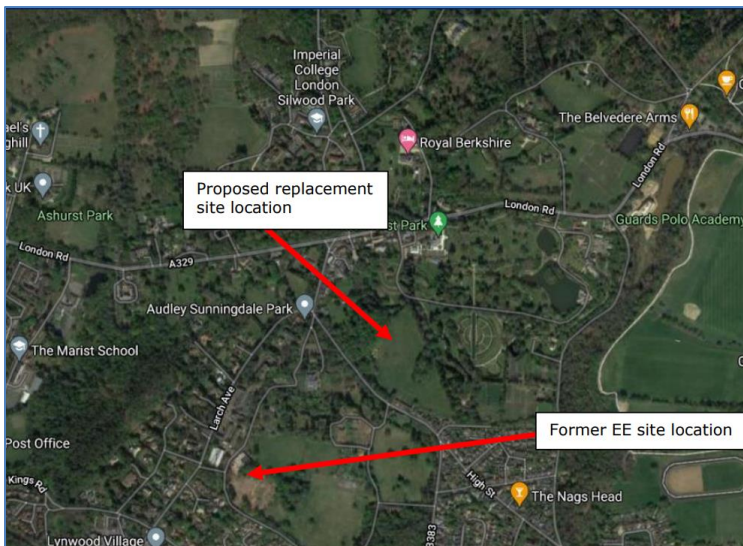 Imperial
College
London
Silwood Park
The Belvedere Arms
Royal Berkshire
Proposed replacement
site location
London Rd
London Rd
Guards Polo Academy
Ashurst Park
London Rd
A329
Audley Sunningdale Park
The Marist School
Larch Ave
Former EE site location
Post Office
High St
Kings Rd
The Nags Head
B383
Lynwood Village